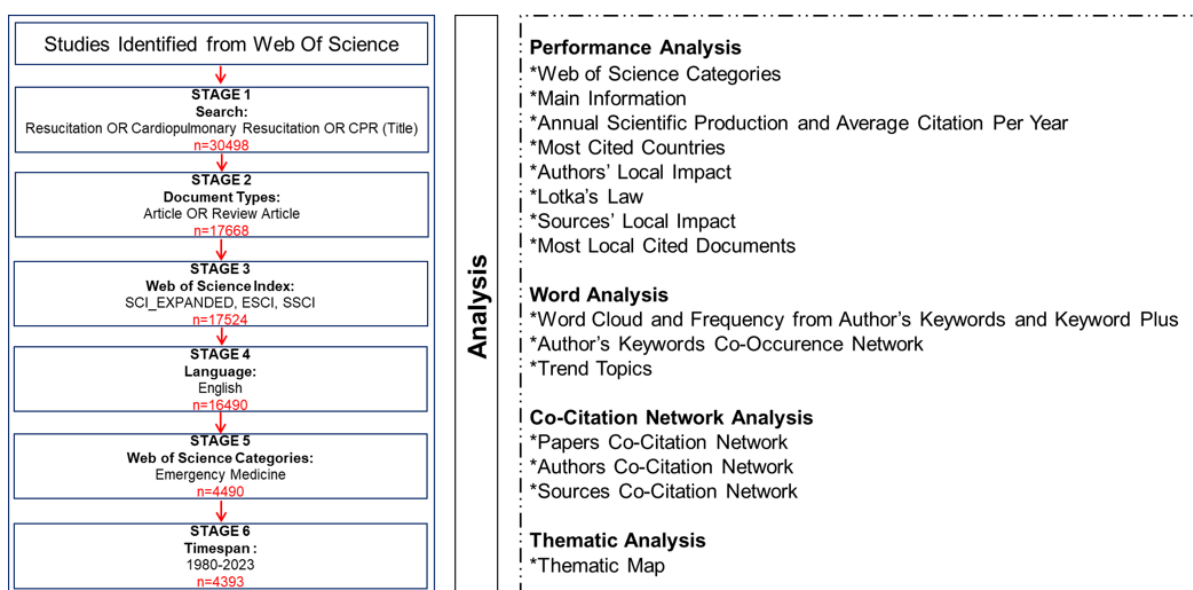 Studies Identified from Web Of Science
STAGE 1
Search:
Resucitation OR Cardiopulmonary Resucitation OR CPR (Title)
n=30498
STAGE 2
Document Types:
Article OR Review Article
n=17668
STAGE 3
Web of Science Index:
SCI_EXPANDED, ESCI, SSCI
n=17524
STAGE 4
Language:
English
n=16490
STAGE 5
Web of Science Categories:
Emergency Medicine
n=4490
STAGE 6
Timespan :
1980-2023
n=4393
Analysis
Performance Analysis
*Web of Science Categories
*Main Information
*Annual Scientific Production and Average Citation Per Year
*Most Cited Countries
*Authors' Local Impact
*Lotka's Law
*Sources' Local Impact
*Most Local Cited Documents
Word Analysis
*Word Cloud and Frequency from Author's Keywords and Keyword Plus
*Author's Keywords Co-Occurence Network
*Trend Topics
Co-Citation Network Analysis
*Papers Co-Citation Network
*Authors Co-Citation Network
*Sources Co-Citation Network
Thematic Analysis
*Thematic Map